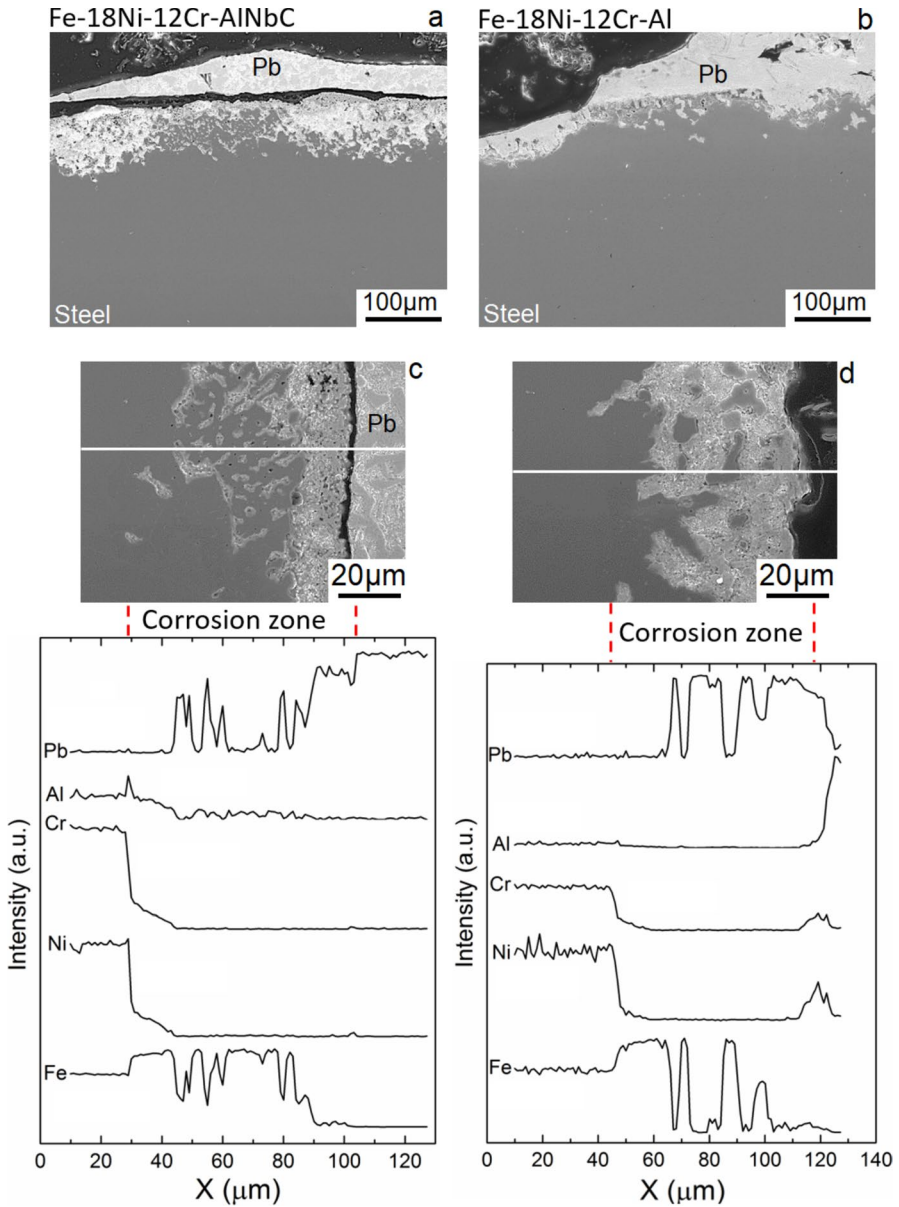 Fe-18Ni-12Cr-AlNbC a
Pb
Steel
100μm
Fe-18Ni-12Cr-Al b
Pb
Steel
100μm
c
Pb
20μm
d
20μm
Corrosion zone
Corrosion zone
Intensity (a.u.)
Pb
Al
Cr
Ni
Fe
0 20 40 60 80 100 120
X (μm)
Intensity (a.u.)
Pb
Al
Cr
Ni
Fe
0 20 40 60 80 100 120 140
X (μm)